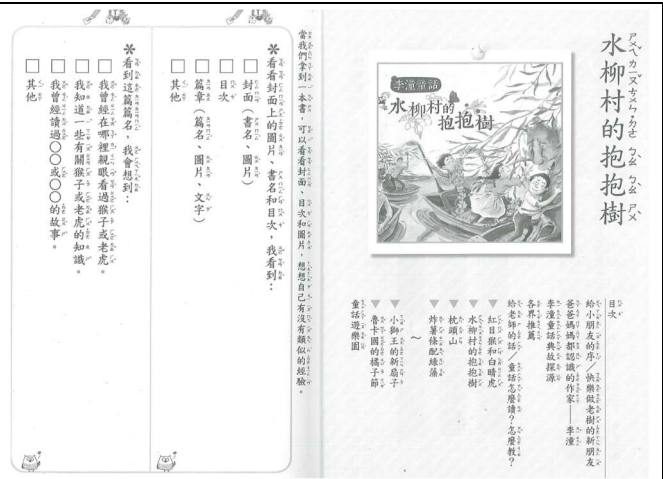 水柳村的抱抱樹
李潼童話
水柳村的
抱抱樹
目次
給小朋友的序／快樂做老樹的新朋友
爸爸媽媽都認識的作家——李潼
李潼童話典故探源
各界推薦
給老師的話／童話怎麼讀？怎麼教？
▼紅目猴和白睛虎
▼水柳村的抱抱樹
▼枕頭山
炸薯條配綠藻
～
▼小獅王的新扇子
▼魯卡國的橘子節
童話遊樂園
當我們拿到一本書，可以看看封面、目次和圖片，想想自己有沒有類似的經驗。
＊看看封面上的圖片、書名和目次，我看到：
□封面（書名、圖片）
□目次
□篇章（篇名、圖片、文字）
□其他
＊看到這篇篇名，我會想到：
□我曾經在哪裡親眼看過猴子或老虎。
□我知道一些有關猴子或老虎的知識。
□我曾經讀過〇〇或〇〇的故事。
□其他